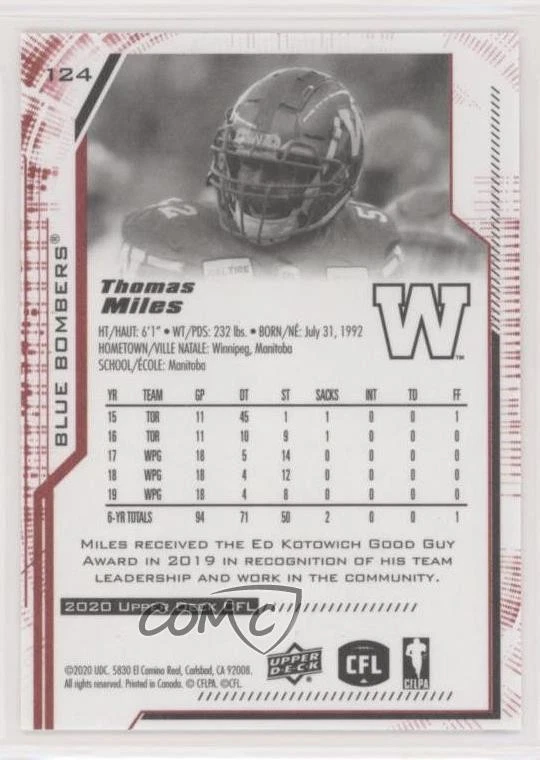 124
BLUE BOMBERS®
52
Thomas
Miles
W
TM
HT/HAUT: 6'1" • WT/PDS: 232 lbs. • BORN/NÉ: July 31, 1992
HOMETOWN/VILLE NATALE: Winnipeg, Manitoba
SCHOOL/ÉCOLE: Manitoba
YR TEAM GP DT ST SACKS INT TD FF
15 TOR 11 45 1 1 0 0 1
16 TOR 11 10 9 1 0 0 0
17 WPG 18 5 14 0 0 0 0
18 WPG 18 4 12 0 0 0 0
19 WPG 18 4 8 0 0 0 0
6-YR TOTALS 94 71 50 2 0 0 1
Miles received the Ed Kotowich Good Guy
Award in 2019 in recognition of his team
leadership and work in the community.
2020 Upper Deck CFL
COMC
©2020 UDC. 5830 El Camino Real, Carlsbad, CA 92008.
All rights reserved. Printed in Canada. © CFLPA. ©CFL.
UPPER
DECK
®
CFL
CFLPA